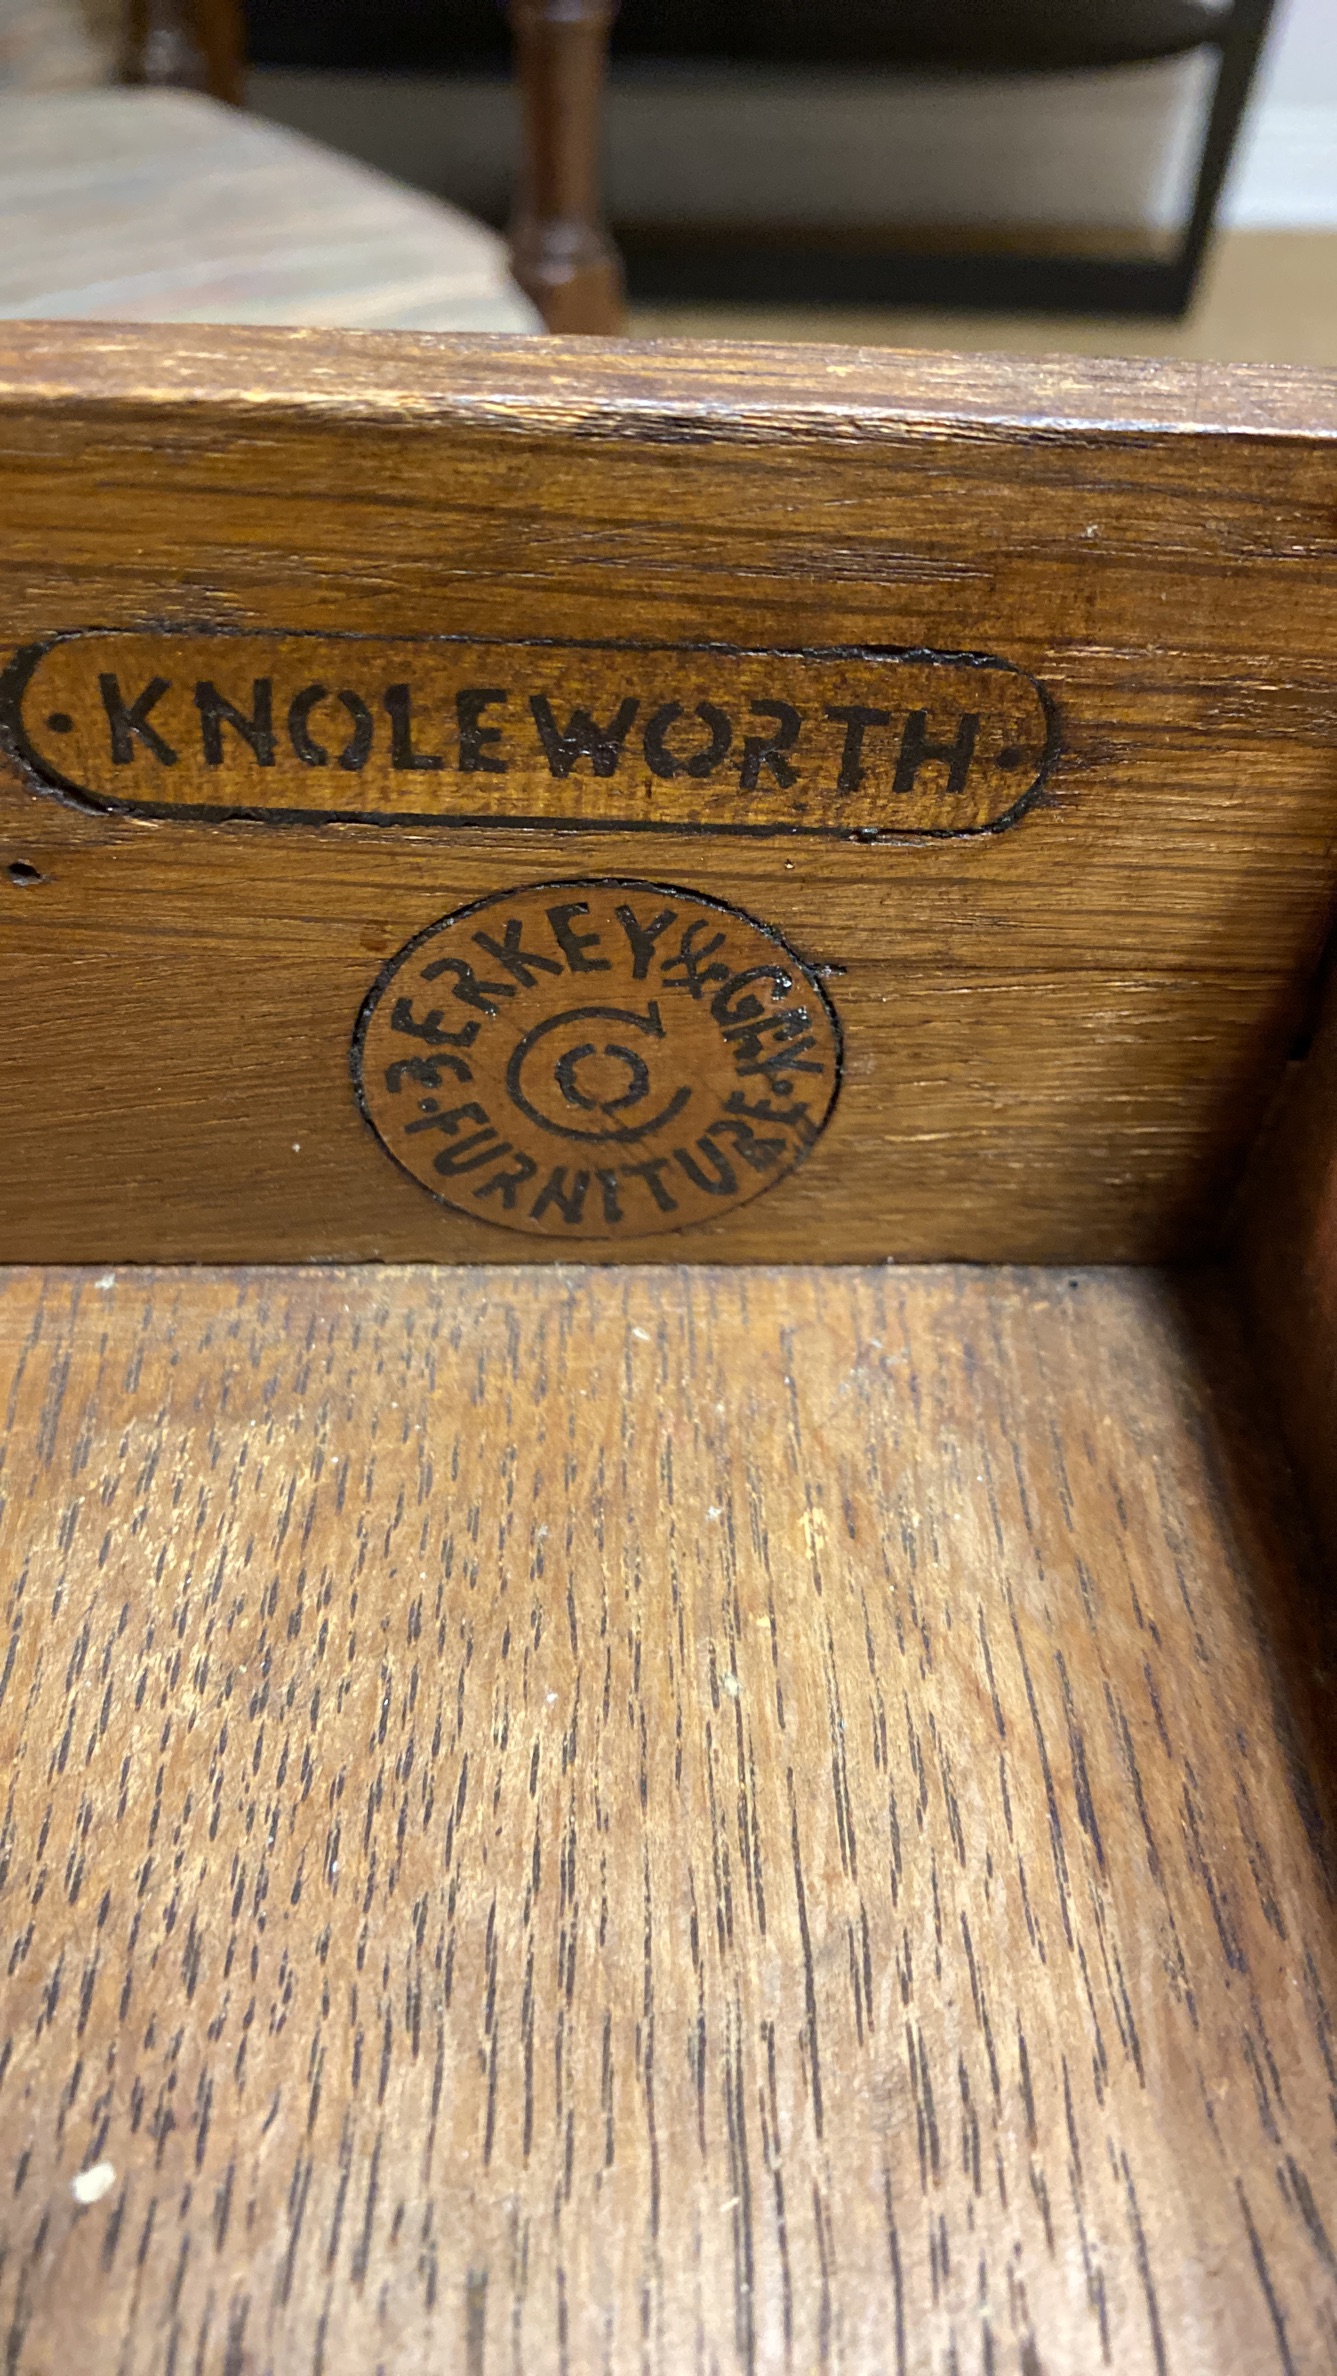 · KNOLEWORTH ·
BERKEY & GAY
· FURNITURE ·